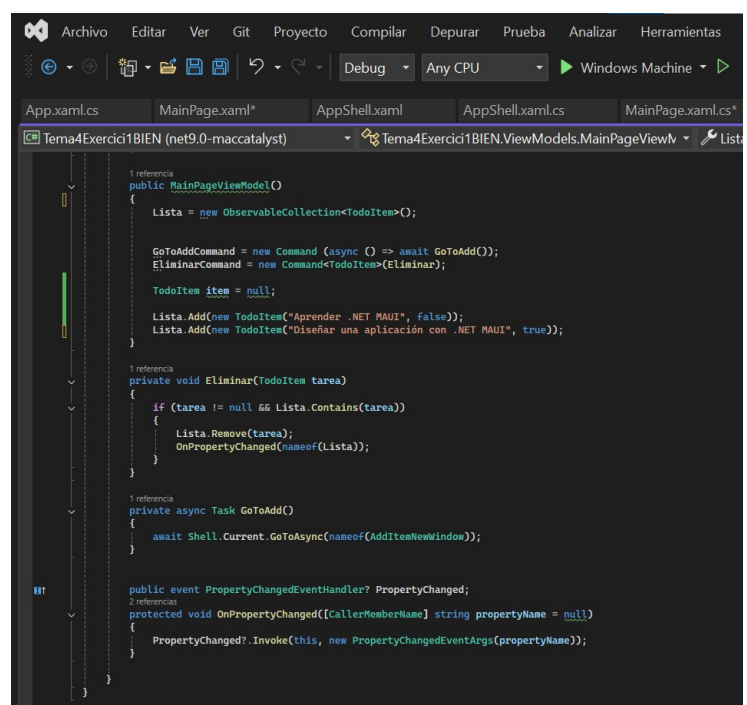 Archivo Editar Ver Git Proyecto Compilar Depurar Prueba Analizar Herramientas
Debug Any CPU Windows Machine
App.xaml.cs MainPage.xaml* AppShell.xaml AppShell.xaml.cs MainPage.xaml.cs*
C# Tema4Exercici1BIEN (net9.0-maccatalyst) Tema4Exercici1BIEN.ViewModels.MainPageViewM Lista
1 referencia
public MainPageViewModel()
{
Lista = new ObservableCollection<TodoItem>();
GoToAddCommand = new Command (async () => await GoToAdd());
EliminarCommand = new Command<TodoItem>(Eliminar);
TodoItem item = null;
Lista.Add(new TodoItem("Aprender .NET MAUI", false));
Lista.Add(new TodoItem("Diseñar una aplicación con .NET MAUI", true));
}
1 referencia
private void Eliminar(TodoItem tarea)
{
if (tarea != null && Lista.Contains(tarea))
{
Lista.Remove(tarea);
OnPropertyChanged(nameof(Lista));
}
}
1 referencia
private async Task GoToAdd()
{
await Shell.Current.GoToAsync(nameof(AddItemNewWindow));
}
public event PropertyChangedEventHandler? PropertyChanged;
2 referencias
protected void OnPropertyChanged([CallerMemberName] string propertyName = null)
{
PropertyChanged?.Invoke(this, new PropertyChangedEventArgs(propertyName));
}
}
}